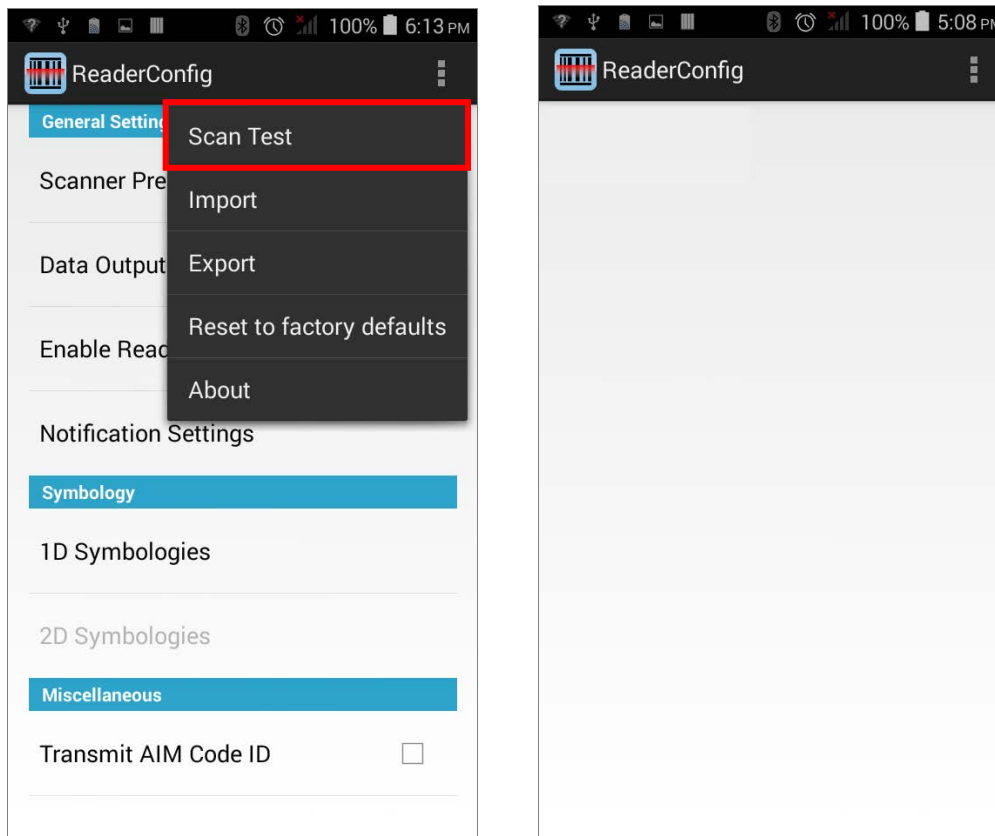 100% 6:13 PM
ReaderConfig
General Setting
Scan Test
Scanner Pre
Import
Data Output
Export
Reset to factory defaults
Enable Read
About
Notification Settings
Symbology
1D Symbologies
2D Symbologies
Miscellaneous
Transmit AIM Code ID
100% 5:08 PM
ReaderConfig